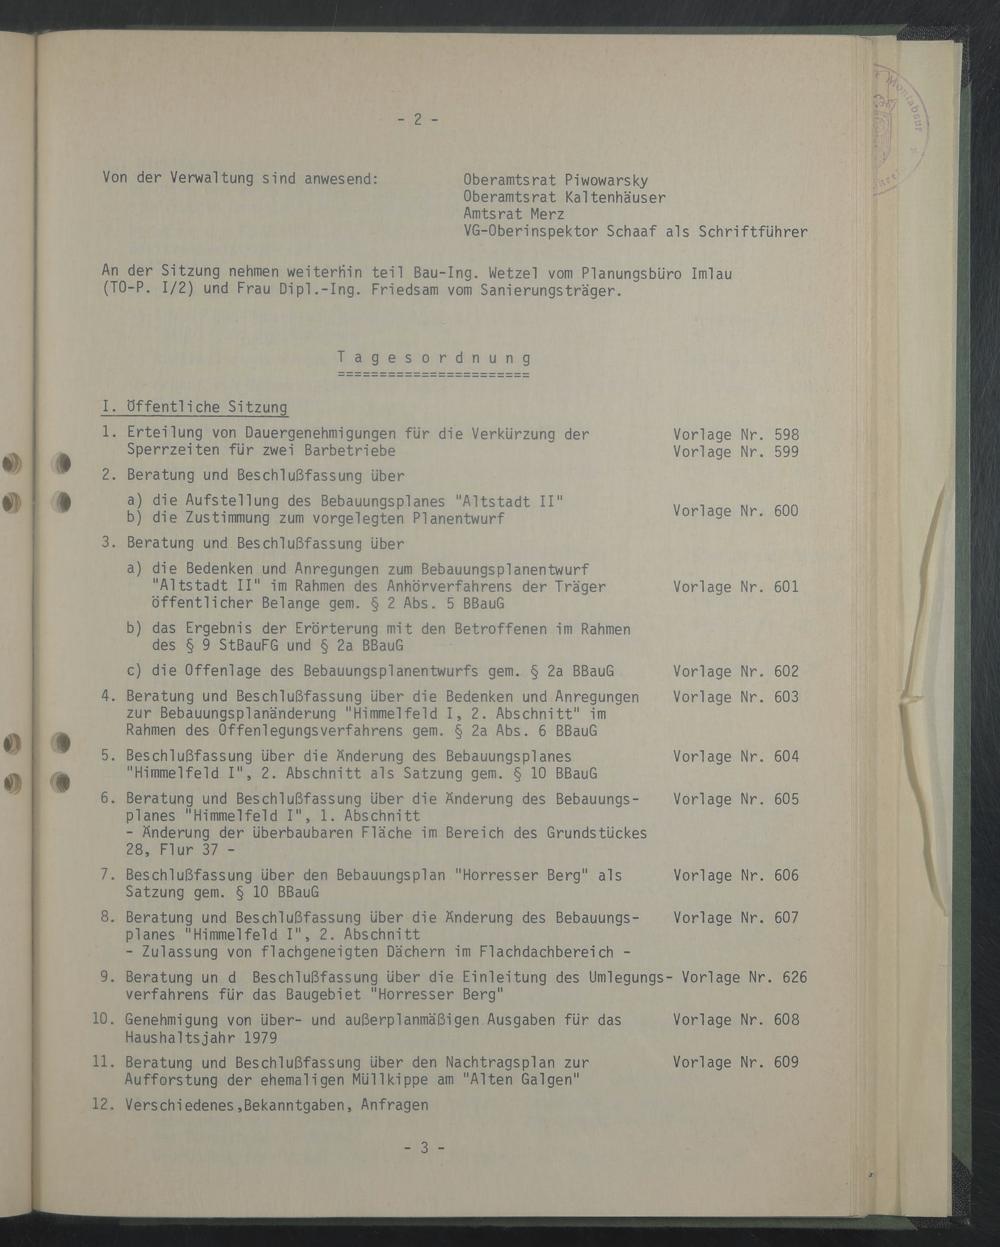 - 2 -
Von der Verwaltung sind anwesend: Oberamtsrat Piwowarsky
Oberamtsrat Kaltenhäuser
Amtsrat Merz
VG-Oberinspektor Schaaf als Schriftführer
An der Sitzung nehmen weiterhin teil Bau-Ing. Wetzel vom Planungsbüro Imlau
(TO-P. I/2) und Frau Dipl.-Ing. Friedsam vom Sanierungsträger.
T a g e s o r d n u n g
=======================
I. Öffentliche Sitzung
1. Erteilung von Dauergenehmigungen für die Verkürzung der Vorlage Nr. 598
Sperrzeiten für zwei Barbetriebe Vorlage Nr. 599
2. Beratung und Beschlußfassung über
a) die Aufstellung des Bebauungsplanes "Altstadt II"
b) die Zustimmung zum vorgelegten Planentwurf Vorlage Nr. 600
3. Beratung und Beschlußfassung über
a) die Bedenken und Anregungen zum Bebauungsplanentwurf
"Altstadt II" im Rahmen des Anhörverfahrens der Träger Vorlage Nr. 601
öffentlicher Belange gem. § 2 Abs. 5 BBauG
b) das Ergebnis der Erörterung mit den Betroffenen im Rahmen
des § 9 StBauFG und § 2a BBauG
c) die Offenlage des Bebauungsplanentwurfs gem. § 2a BBauG Vorlage Nr. 602
4. Beratung und Beschlußfassung über die Bedenken und Anregungen Vorlage Nr. 603
zur Bebauungsplanänderung "Himmelfeld I, 2. Abschnitt" im
Rahmen des Offenlegungsverfahrens gem. § 2a Abs. 6 BBauG
5. Beschlußfassung über die Änderung des Bebauungsplanes Vorlage Nr. 604
"Himmelfeld I", 2. Abschnitt als Satzung gem. § 10 BBauG
6. Beratung und Beschlußfassung über die Änderung des Bebauungs- Vorlage Nr. 605
planes "Himmelfeld I", 1. Abschnitt
- Änderung der überbaubaren Fläche im Bereich des Grundstückes
28, Flur 37 -
7. Beschlußfassung über den Bebauungsplan "Horresser Berg" als Vorlage Nr. 606
Satzung gem. § 10 BBauG
8. Beratung und Beschlußfassung über die Änderung des Bebauungs- Vorlage Nr. 607
planes "Himmelfeld I", 2. Abschnitt
- Zulassung von flachgeneigten Dächern im Flachdachbereich -
9. Beratung un d Beschlußfassung über die Einleitung des Umlegungs- Vorlage Nr. 626
verfahrens für das Baugebiet "Horresser Berg"
10. Genehmigung von über- und außerplanmäßigen Ausgaben für das Vorlage Nr. 608
Haushaltsjahr 1979
11. Beratung und Beschlußfassung über den Nachtragsplan zur Vorlage Nr. 609
Aufforstung der ehemaligen Müllkippe am "Alten Galgen"
12. Verschiedenes,Bekanntgaben, Anfragen
- 3 -
Montabaur